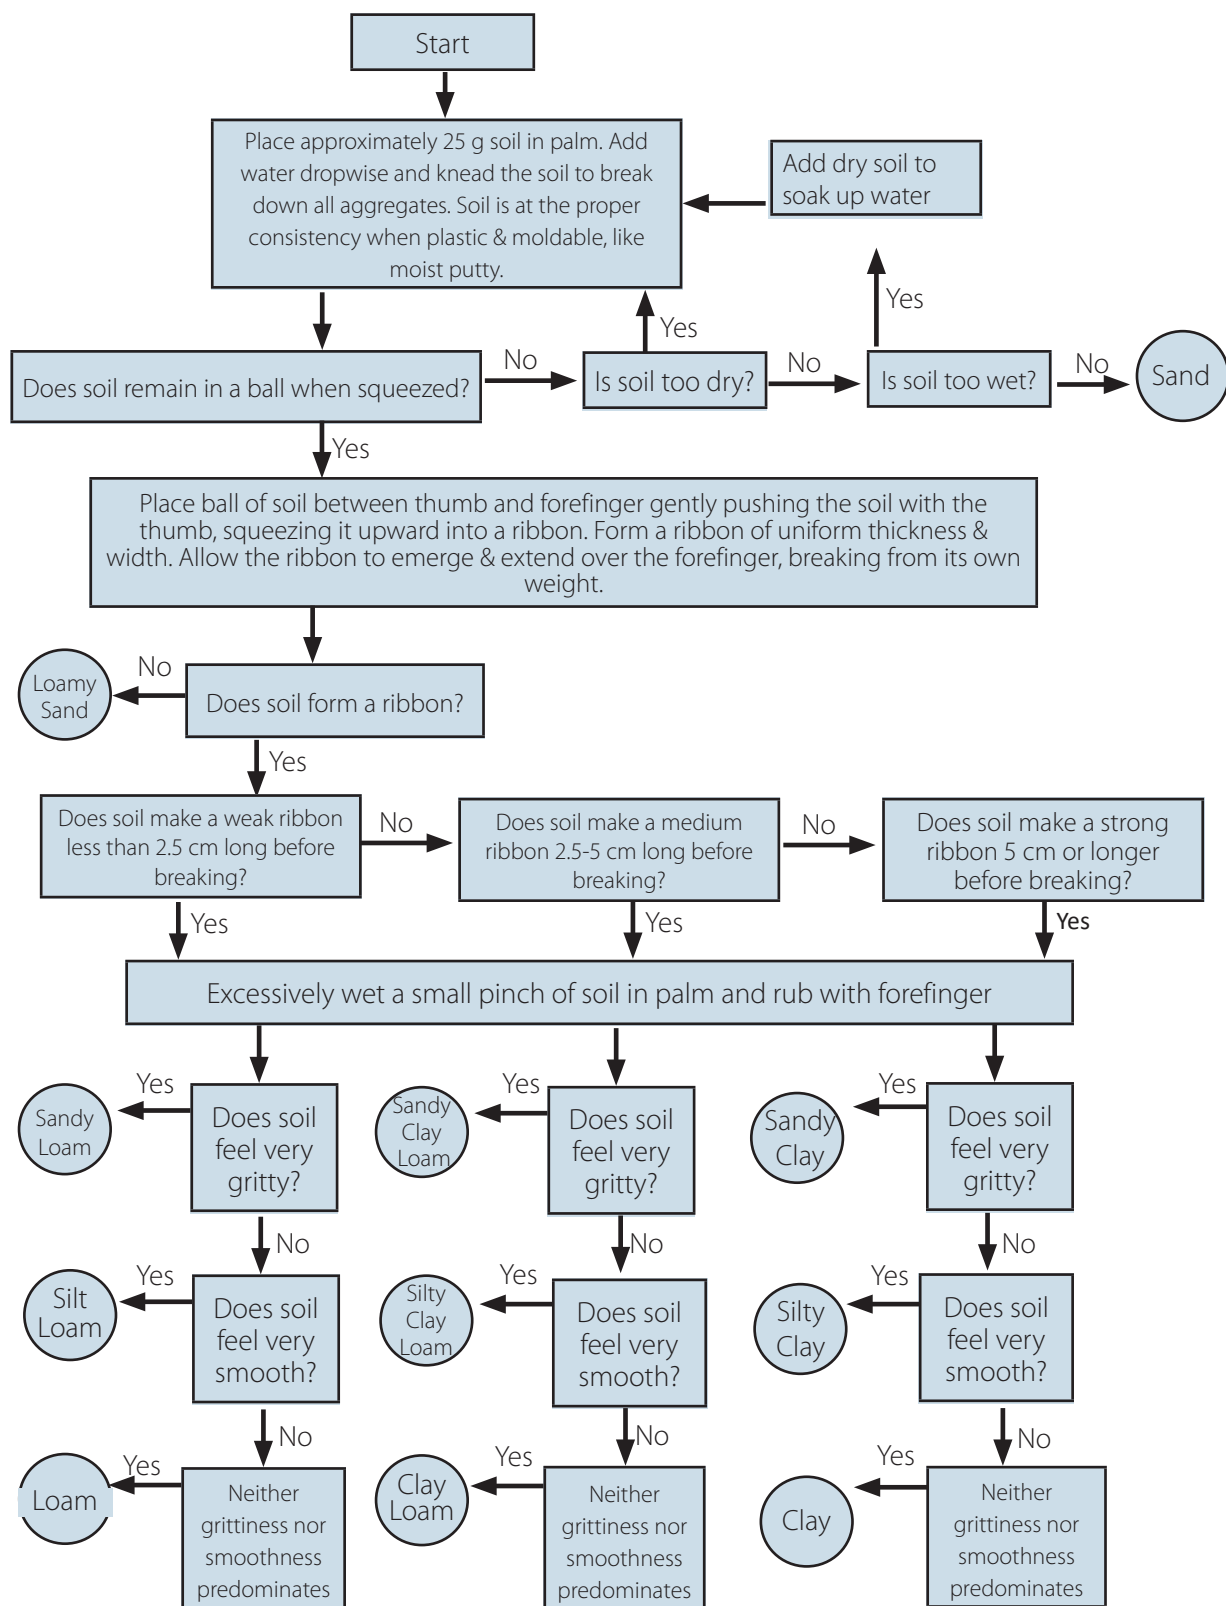 Start
Place approximately 25 g soil in palm. Add
water dropwise and knead the soil to break
down all aggregates. Soil is at the proper
consistency when plastic & moldable, like
moist putty.
Add dry soil to
soak up water
Yes
Yes
Does soil remain in a ball when squeezed?
No
Is soil too dry?
No
Is soil too wet?
No
Sand
Yes
Place ball of soil between thumb and forefinger gently pushing the soil with the
thumb, squeezing it upward into a ribbon. Form a ribbon of uniform thickness &
width. Allow the ribbon to emerge & extend over the forefinger, breaking from its own
weight.
Loamy
Sand
No
Does soil form a ribbon?
Yes
Does soil make a weak ribbon
less than 2.5 cm long before
breaking?
No
Does soil make a medium
ribbon 2.5-5 cm long before
breaking?
No
Does soil make a strong
ribbon 5 cm or longer
before breaking?
Yes
Yes
Yes
Excessively wet a small pinch of soil in palm and rub with forefinger
Sandy
Loam
Yes
Does soil
feel very
gritty?
Sandy
Clay
Loam
Yes
Does soil
feel very
gritty?
Sandy
Clay
Yes
Does soil
feel very
gritty?
No
No
No
Silt
Loam
Yes
Does soil
feel very
smooth?
Silty
Clay
Loam
Yes
Does soil
feel very
smooth?
Silty
Clay
Yes
Does soil
feel very
smooth?
No
No
No
Loam
Yes
Neither
grittiness nor
smoothness
predominates
Clay
Loam
Yes
Neither
grittiness nor
smoothness
predominates
Clay
Yes
Neither
grittiness nor
smoothness
predominates